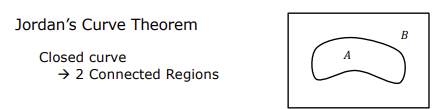 Jordan's Curve Theorem
Closed curve
→ 2 Connected Regions
B
A